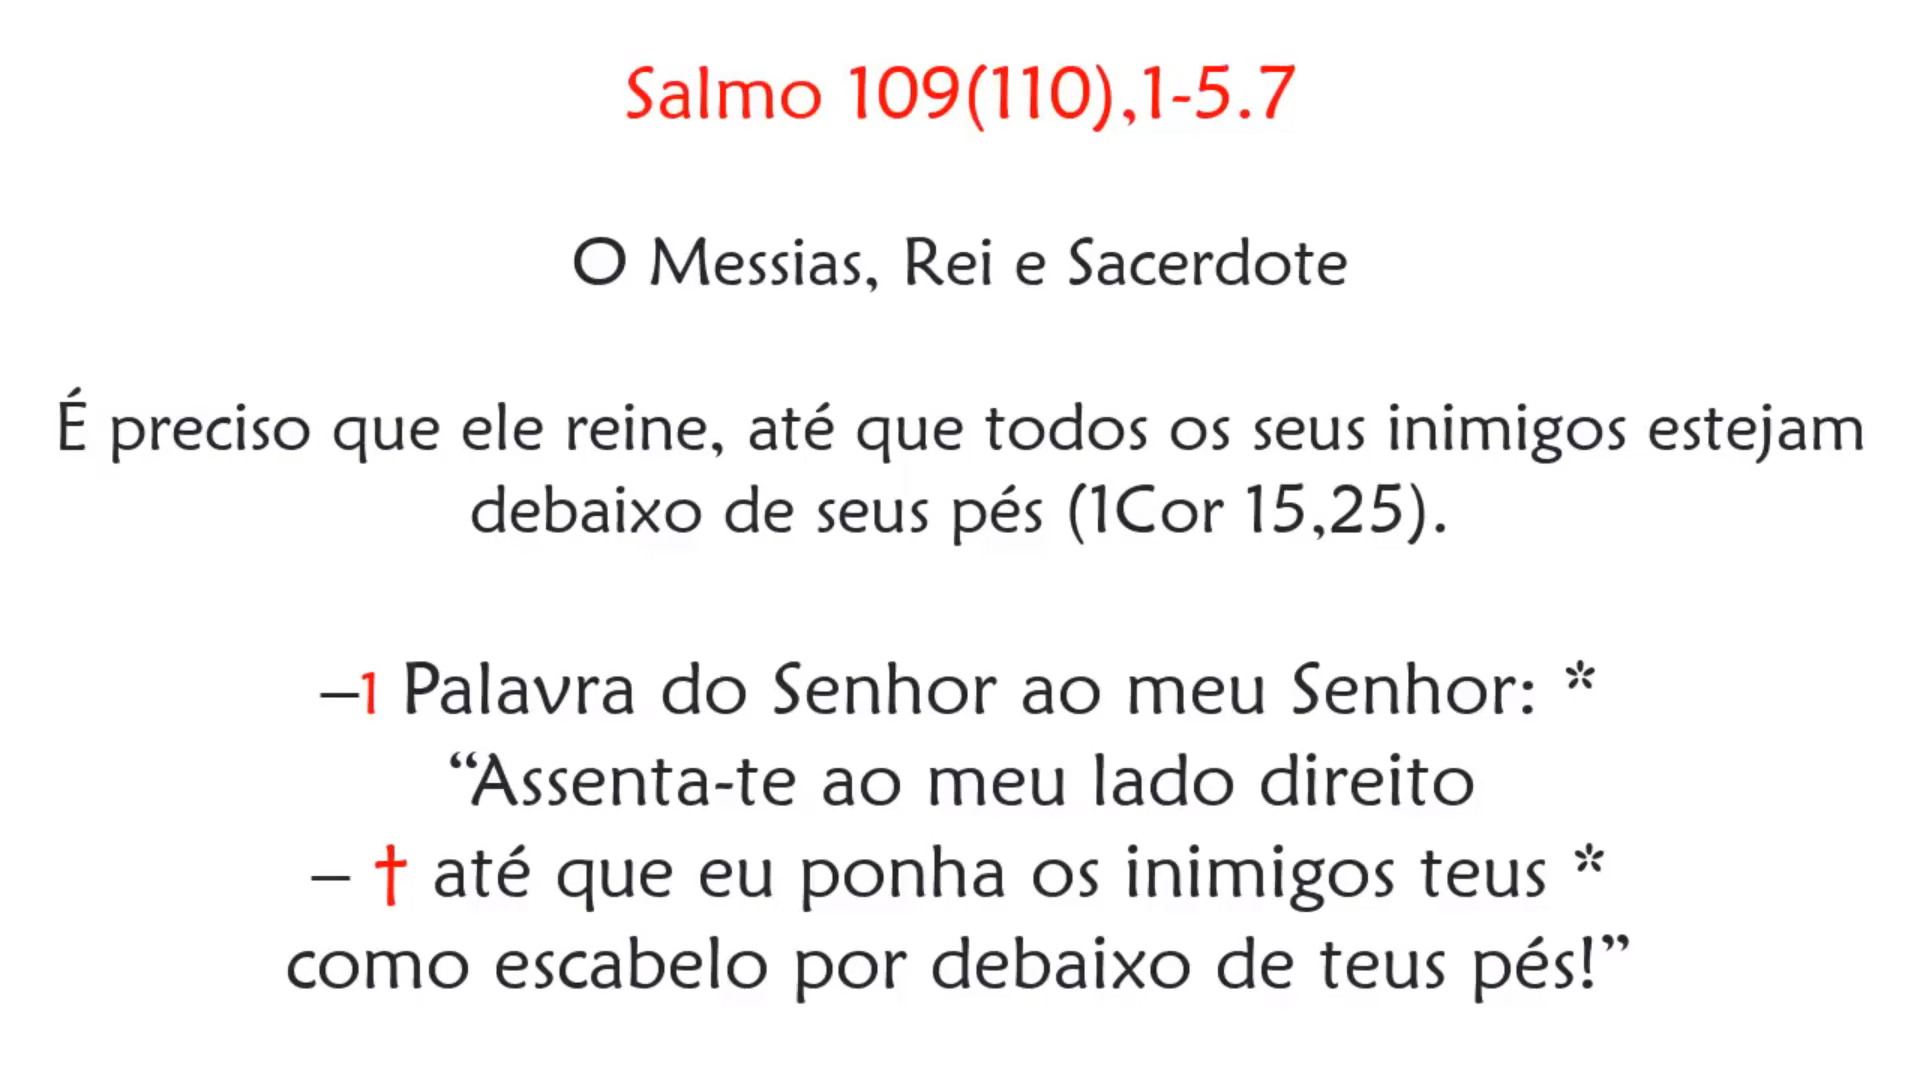 Salmo 109(110),1-5.7
O Messias, Rei e Sacerdote
É preciso que ele reine, até que todos os seus inimigos estejam
debaixo de seus pés (1Cor 15,25).
–1 Palavra do Senhor ao meu Senhor: *
“Assenta-te ao meu lado direito
– † até que eu ponha os inimigos teus *
como escabelo por debaixo de teus pés!”